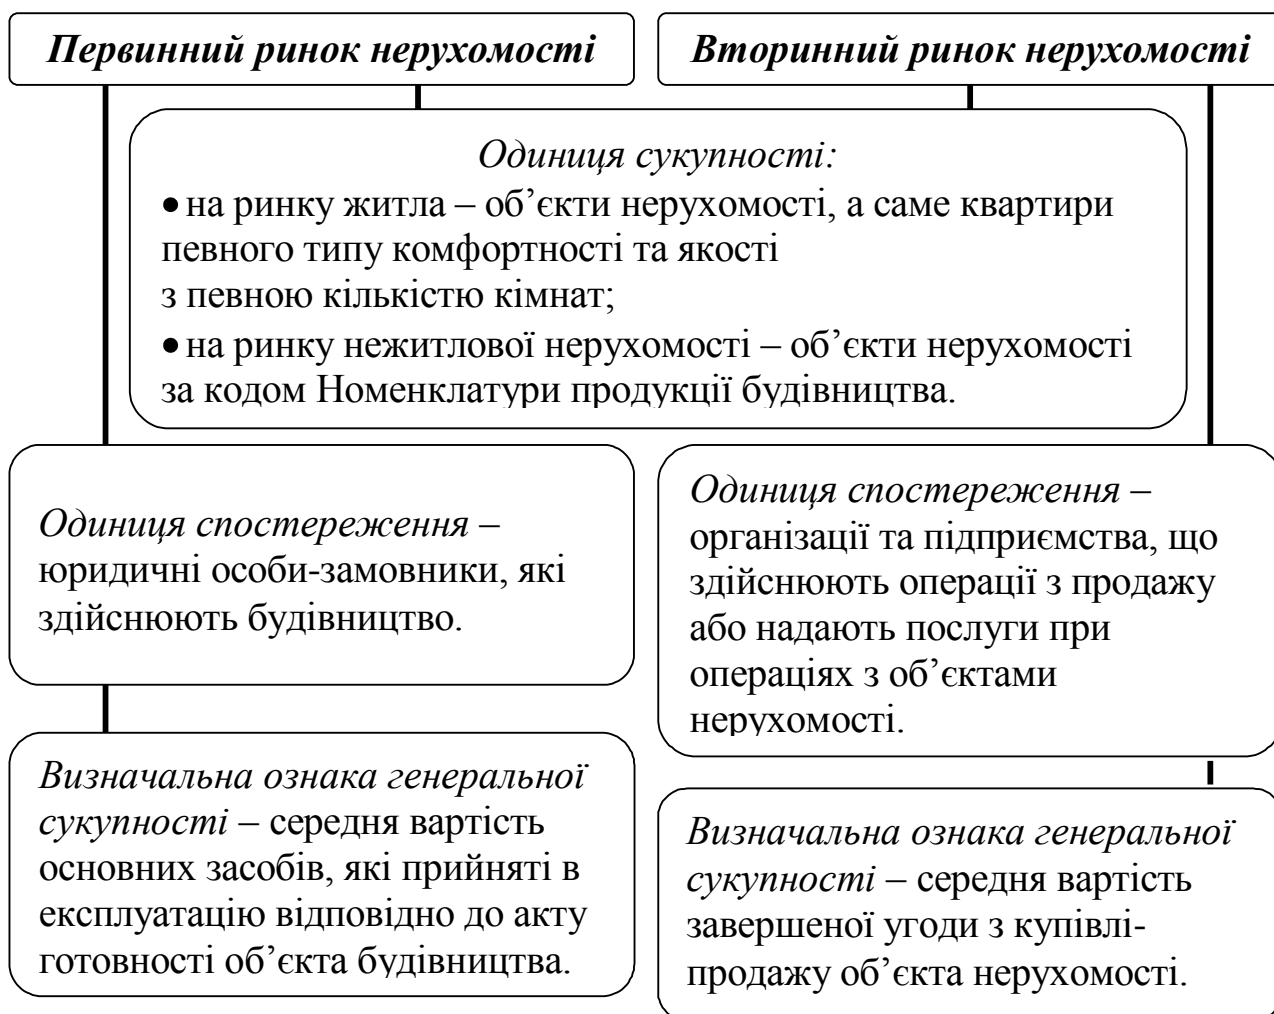 Первинний ринок нерухомості
Вторинний ринок нерухомості
Одиниця сукупності:
• на ринку житла – об’єкти нерухомості, а саме квартири
певного типу комфортності та якості
з певною кількістю кімнат;
• на ринку нежитлової нерухомості – об’єкти нерухомості
за кодом Номенклатури продукції будівництва.
Одиниця спостереження –
юридичні особи-замовники, які
здійснюють будівництво.
Одиниця спостереження –
організації та підприємства, що
здійснюють операції з продажу
або надають послуги при
операціях з об’єктами
нерухомості.
Визначальна ознака генеральної
сукупності – середня вартість
основних засобів, які прийняті в
експлуатацію відповідно до акту
готовності об’єкта будівництва.
Визначальна ознака генеральної
сукупності – середня вартість
завершеної угоди з купівлі-
продажу об’єкта нерухомості.